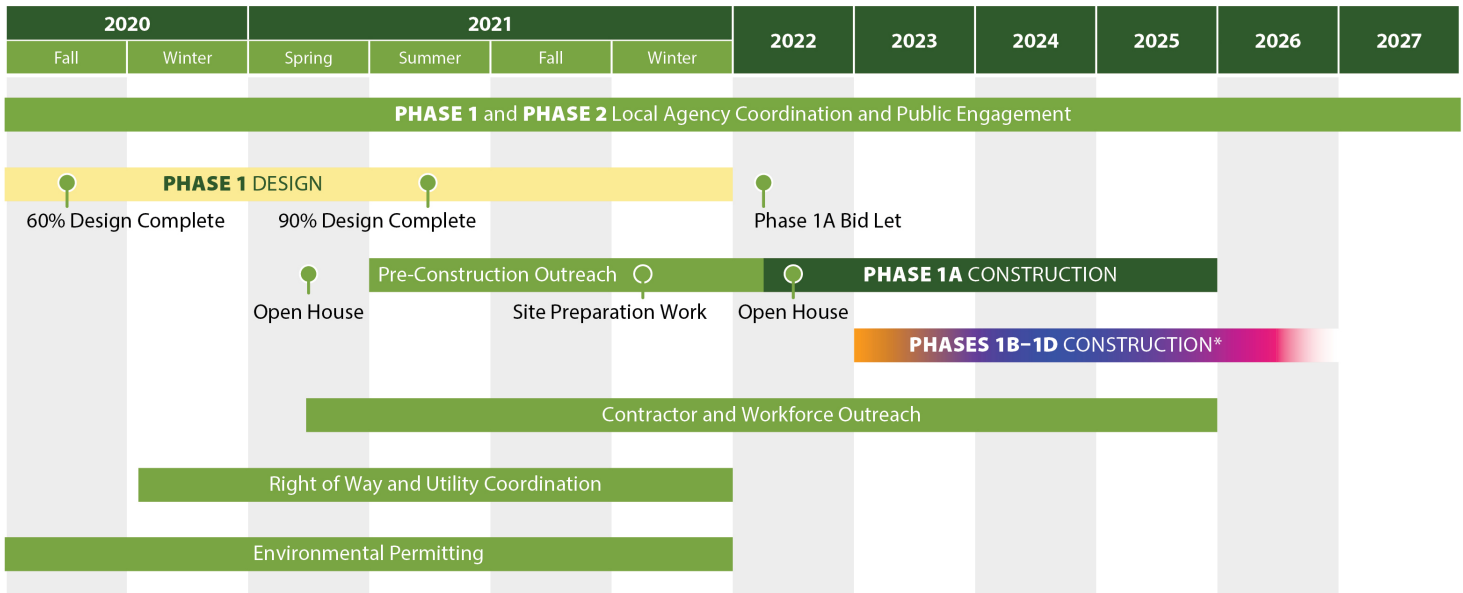 2020
2021
2022
2023
2024
2025
2026
2027
Fall
Winter
Spring
Summer
Fall
Winter
PHASE 1 and PHASE 2 Local Agency Coordination and Public Engagement
PHASE 1 DESIGN
60% Design Complete
90% Design Complete
Phase 1A Bid Let
Pre-Construction Outreach
PHASE 1A CONSTRUCTION
Open House
Site Preparation Work
Open House
PHASES 1B–1D CONSTRUCTION*
Contractor and Workforce Outreach
Right of Way and Utility Coordination
Environmental Permitting